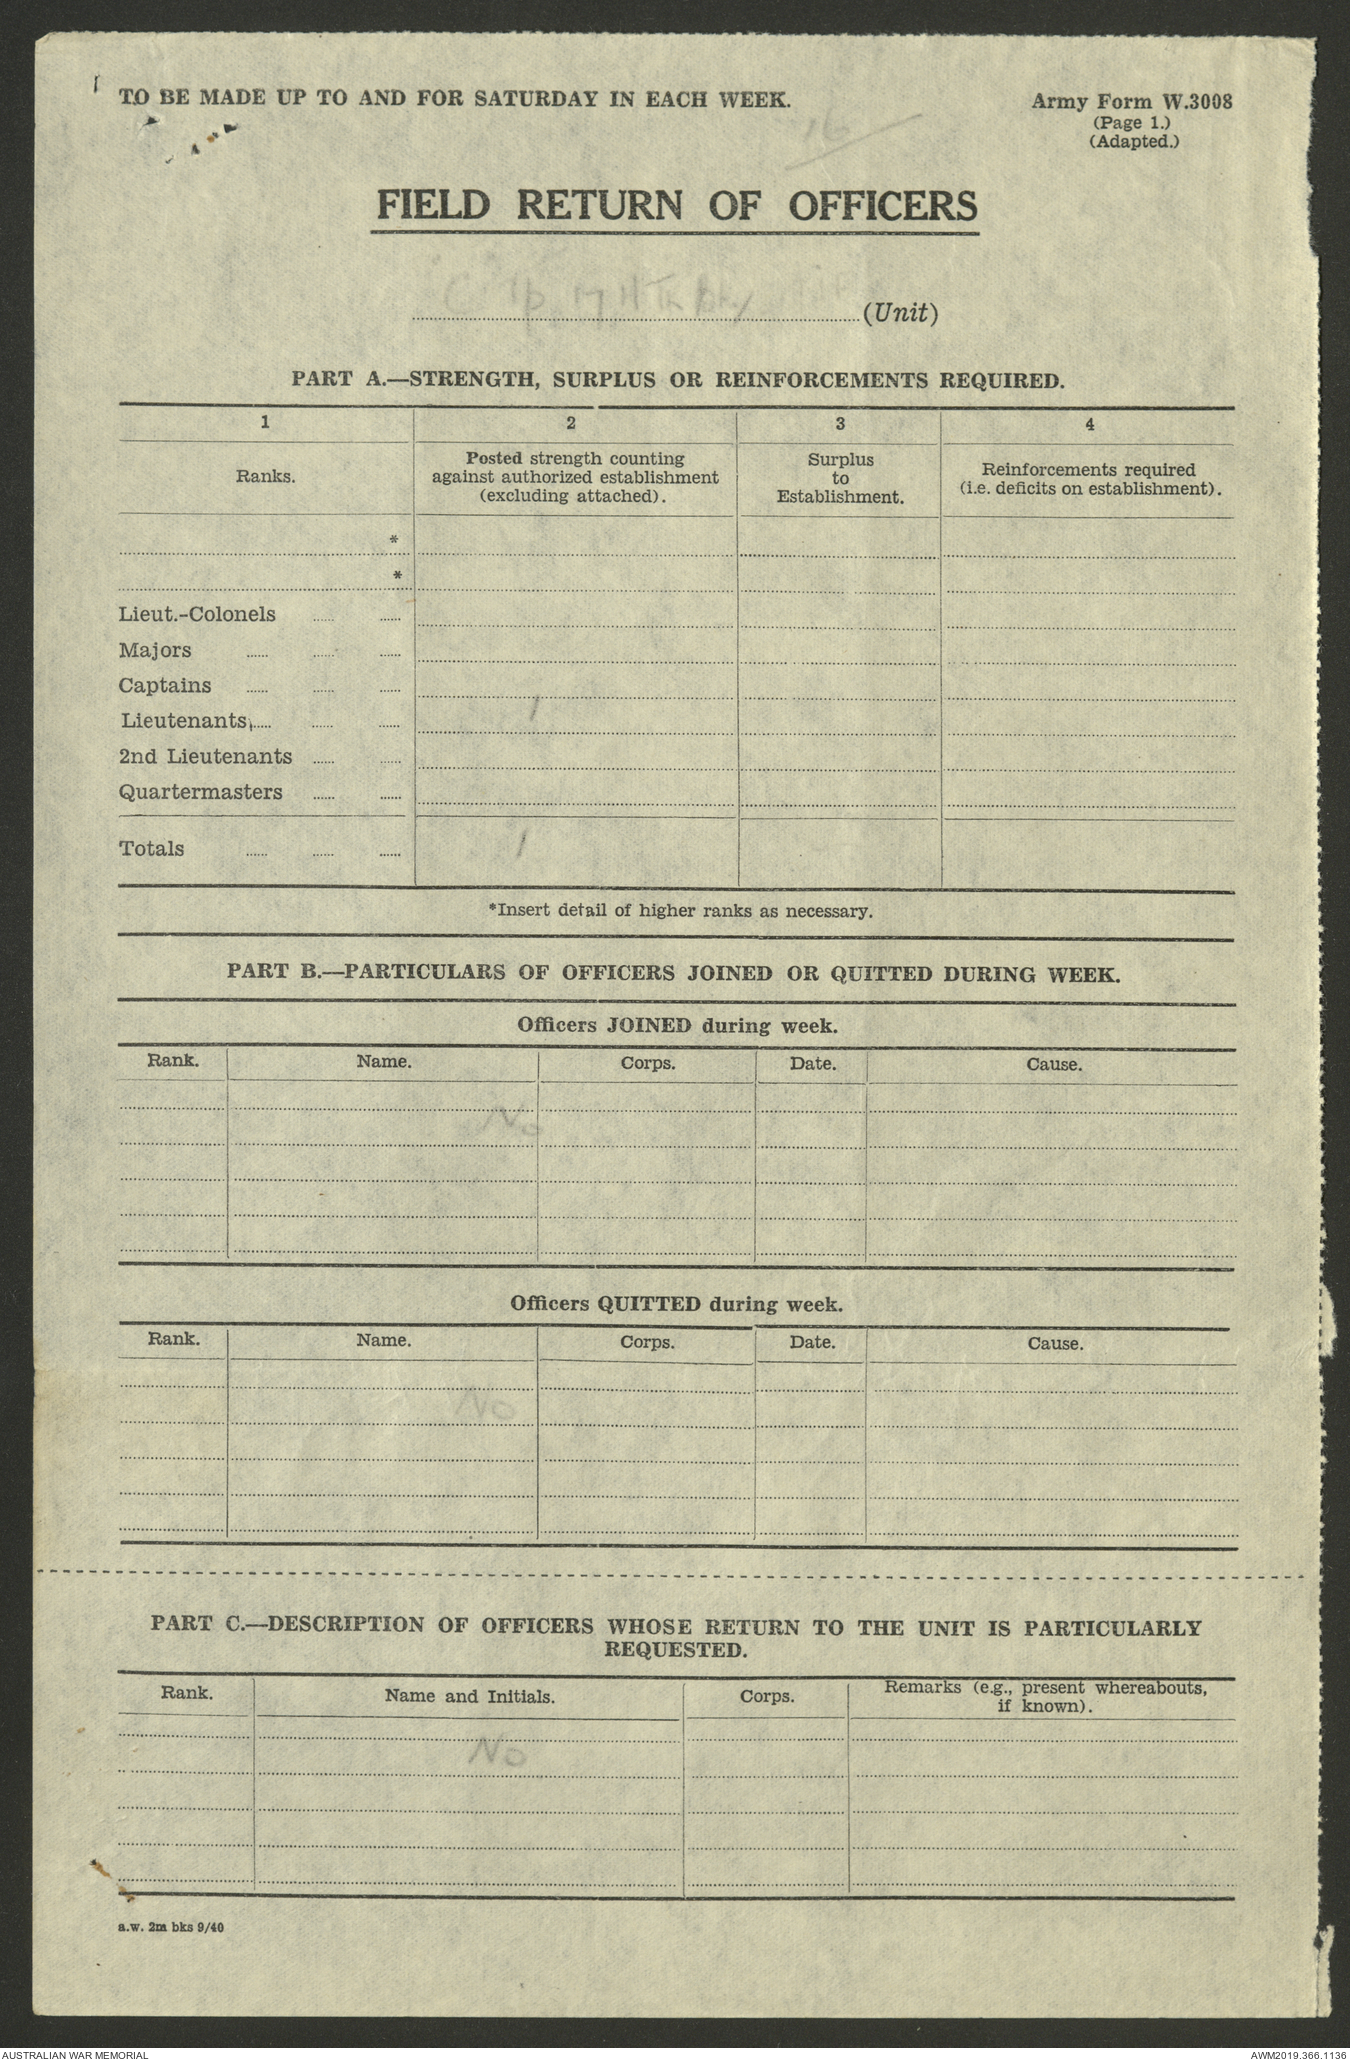 TO BE MADE UP TO AND FOR SATURDAY IN EACH WEEK.
Army Form W.3008
(Page 1.)
(Adapted.)
16
FIELD RETURN OF OFFICERS
(Unit)
PART A.—STRENGTH, SURPLUS OR REINFORCEMENTS REQUIRED.
1 2 3 4
Ranks.
Posted strength counting
against authorized establishment
(excluding attached).
Surplus
to
Establishment.
Reinforcements required
(i.e. deficits on establishment).
*
*
Lieut.-Colonels
Majors
Captains
Lieutenants 1
2nd Lieutenants
Quartermasters
Totals 1
*Insert detail of higher ranks as necessary.
PART B.—PARTICULARS OF OFFICERS JOINED OR QUITTED DURING WEEK.
Officers JOINED during week.
Rank. Name. Corps. Date. Cause.
No
Officers QUITTED during week.
Rank. Name. Corps. Date. Cause.
No
PART C.—DESCRIPTION OF OFFICERS WHOSE RETURN TO THE UNIT IS PARTICULARLY
REQUESTED.
Rank. Name and Initials. Corps.
Remarks (e.g., present whereabouts,
if known).
No
a.w. 2m bks 9/40
AUSTRALIAN WAR MEMORIAL
AWM2019.366.1136